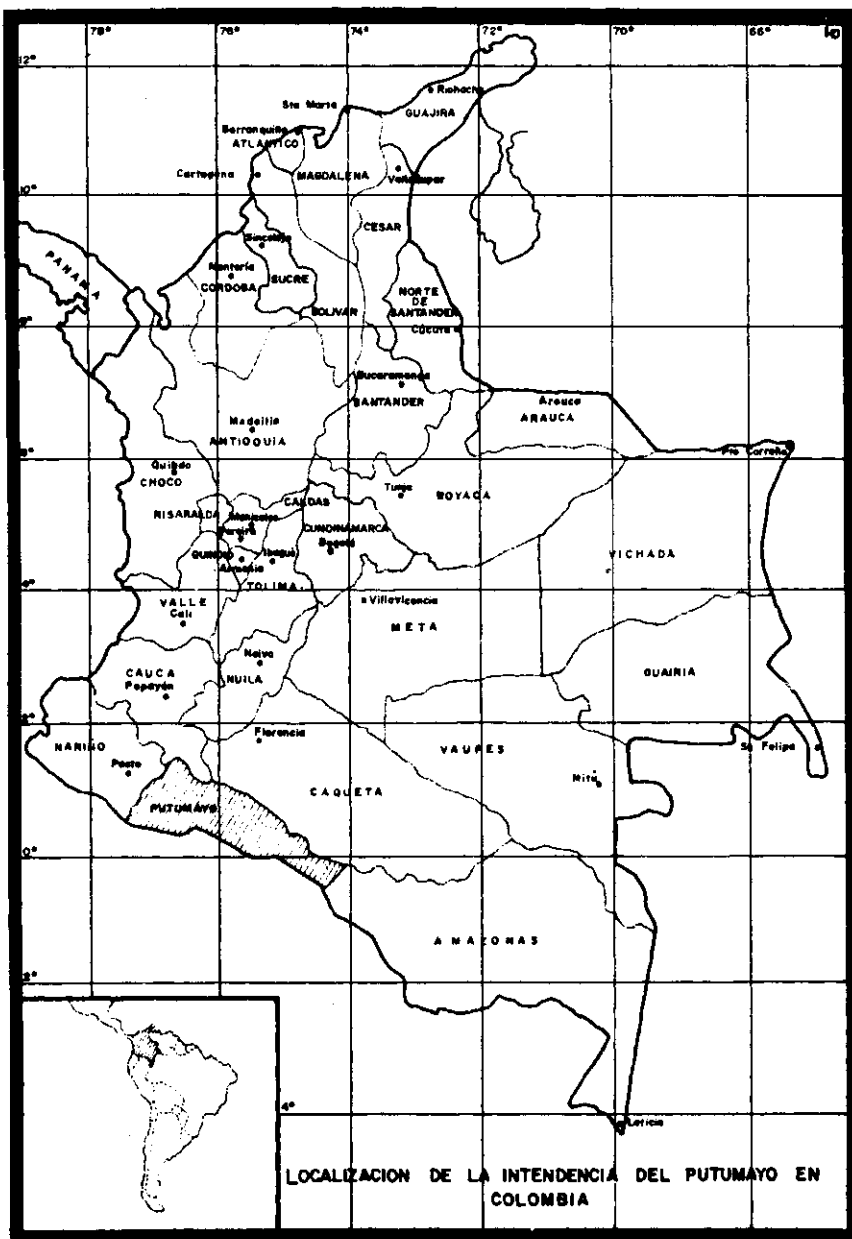 78° 76° 74° 72° 70° 66° 10
12°
Riohacha
Sta Marta
GUAJIRA
Barranquilla
ATLANTICO
Cartagena
MAGDALENA
Valledupar
10°
CESAR
PANAMA
Sincelejo
Montería
SUCRE
CORDOBA
NORTE DE
SANTANDER
BOLIVAR
Cúcuta
Bucaramanga
SANTANDER
Arauca
ARAUCA
Medellín
ANTIOQUIA
Pto Carreño
Quibdo
CHOCO
Tunja
BOYACA
CALDAS
RISARALDA
Manizales
CUNDINAMARCA
Pereira
Bogotá
QUINDIO
Ibagué
Armenia
VICHADA
TOLIMA
4°
VALLE
Villavicencio
Cali
META
Neiva
CAUCA
HUILA
GUAINIA
Popayán
2°
NARIÑO
Florencia
VAUPES
Sn Felipe
Pasto
Mitú
CAQUETA
PUTUMAYO
0°
AMAZONAS
2°
4°
Leticia
LOCALIZACION DE LA INTENDENCIA DEL PUTUMAYO EN
COLOMBIA